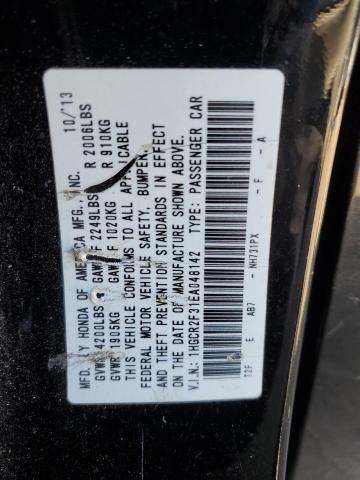 MFD. BY HONDA OF AMERICA MFG., INC. 10/13
GVWR 4200LBS GAWR F 2249LBS R 2006LBS
GVWR 1905KG GAWR F 1020KG R 910KG
THIS VEHICLE CONFORMS TO ALL APPLICABLE
FEDERAL MOTOR VEHICLE SAFETY, BUMPER,
AND THEFT PREVENTION STANDARDS IN EFFECT
ON THE DATE OF MANUFACTURE SHOWN ABOVE.
V.I.N.: 1HGCR2F31EA046142 TYPE: PASSENGER CAR
T2F E AB7 - NH731PX - F - A